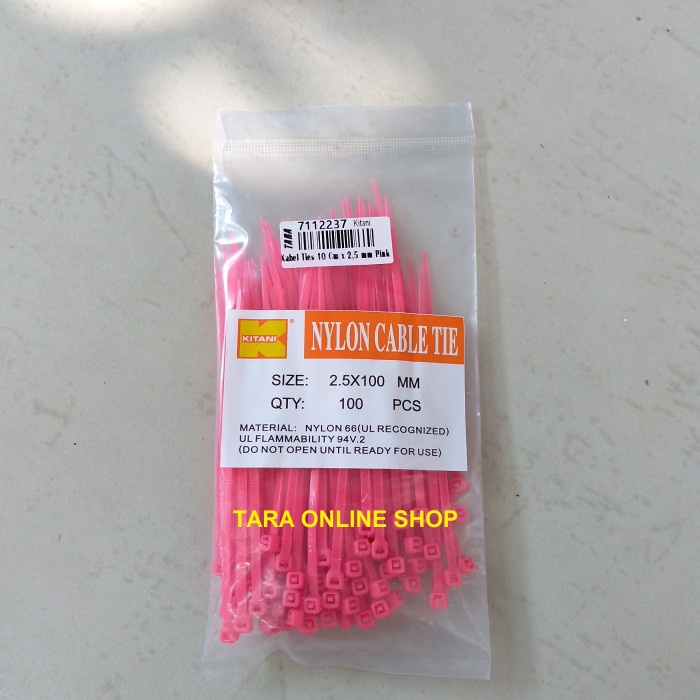 TARA
7112237 Kitani
Kabel Ties 10 Cm x 2,5 mm Pink
KITANI ®
NYLON CABLE TIE
SIZE: 2.5X100 MM
QTY: 100 PCS
MATERIAL: NYLON 66(UL RECOGNIZED)
UL FLAMMABILITY 94V.2
(DO NOT OPEN UNTIL READY FOR USE)
TARA ONLINE SHOP